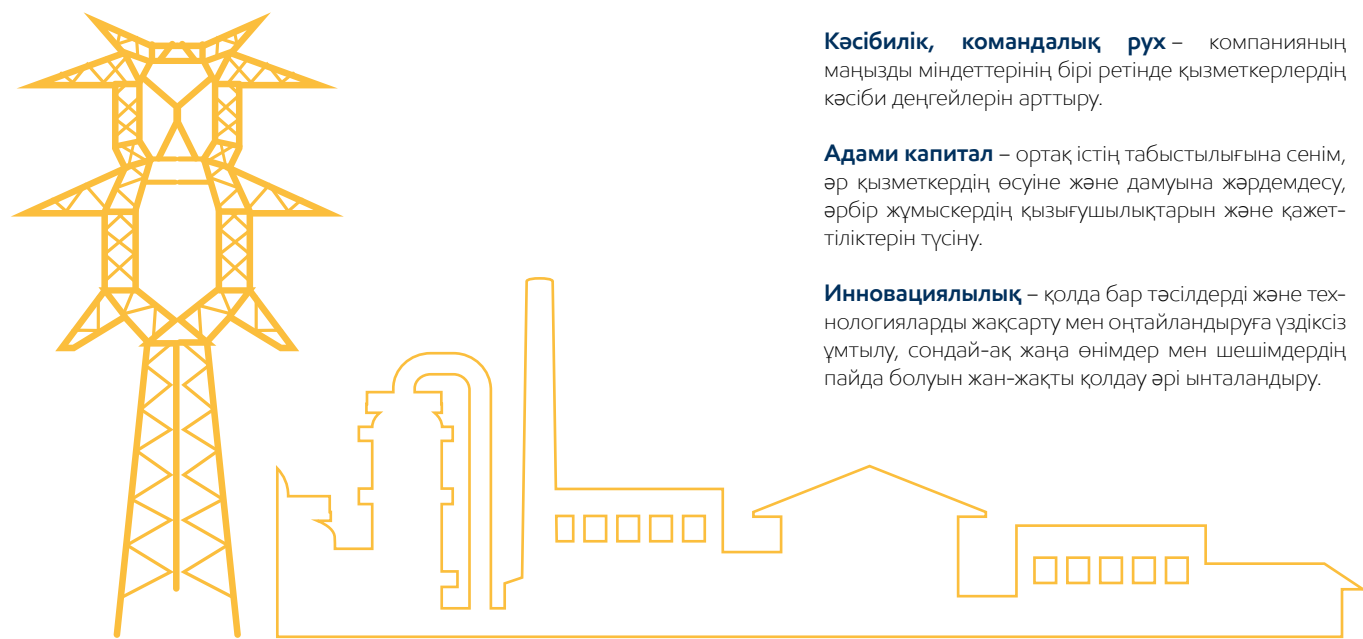 Кәсібилік, командалық рух – компанияның
маңызды міндеттерінің бірі ретінде қызметкерлердің
кәсіби деңгейлерін арттыру.
Адами капитал – ортақ істің табыстылығына сенім,
әр қызметкердің өсуіне және дамуына жәрдемдесу,
әрбір жұмыскердің қызығушылықтарын және қажет-
тіліктерін түсіну.
Инновациялылық – қолда бар тәсілдерді және тех-
нологияларды жақсарту мен оңтайландыруға үздіксіз
ұмтылу, сондай-ақ жаңа өнімдер мен шешімдердің
пайда болуын жан-жақты қолдау әрі ынталандыру.